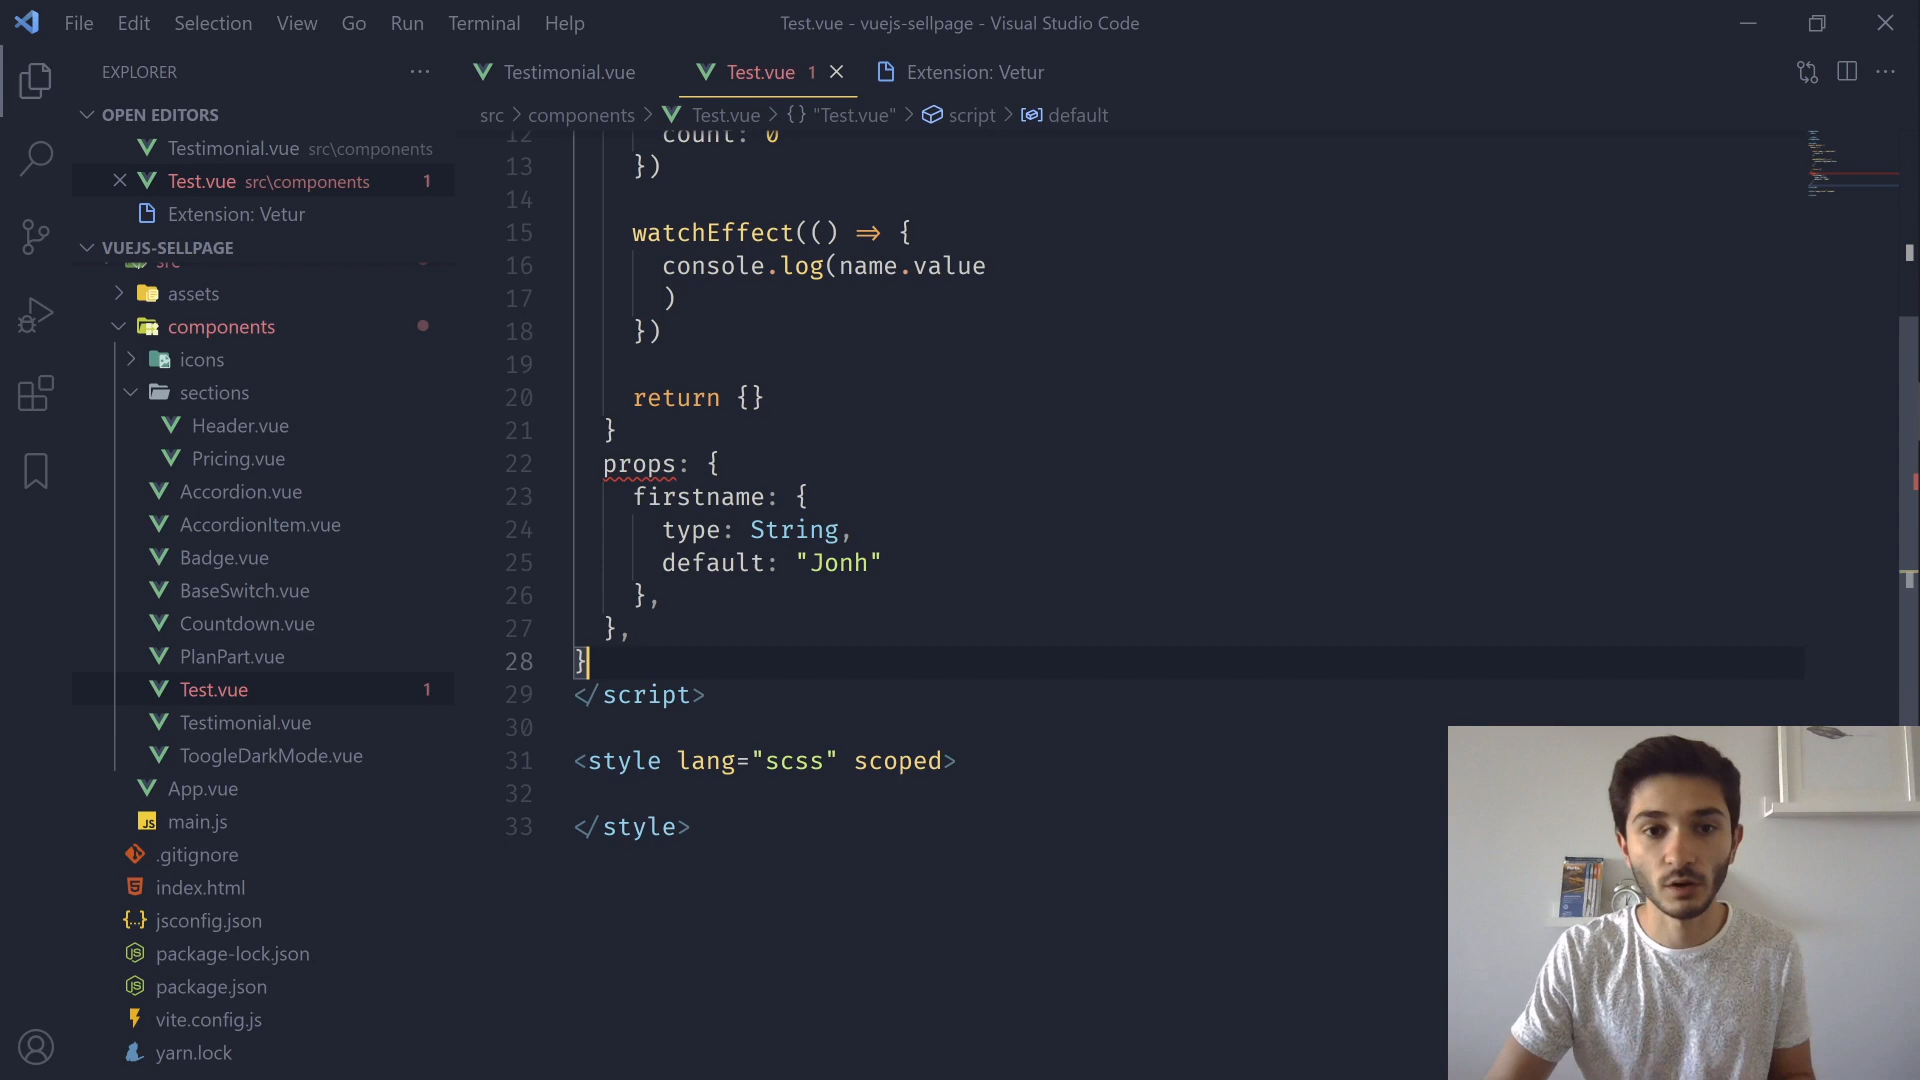 File Edit Selection View Go Run Terminal Help
Test.vue - vuejs-sellpage - Visual Studio Code
EXPLORER
Testimonial.vue
Test.vue 1
Extension: Vetur
OPEN EDITORS
Testimonial.vue src\components
Test.vue src\components 1
Extension: Vetur
VUEJS-SELLPAGE
src
assets
components
icons
sections
Header.vue
Pricing.vue
Accordion.vue
AccordionItem.vue
Badge.vue
BaseSwitch.vue
Countdown.vue
PlanPart.vue
Test.vue 1
Testimonial.vue
ToogleDarkMode.vue
App.vue
JS main.js
.gitignore
index.html
{..} jsconfig.json
package-lock.json
package.json
vite.config.js
yarn.lock
src > components > Test.vue > {} "Test.vue" > script > default
12 count: 0
13 })
14
15 watchEffect(() => {
16 console.log(name.value
17 )
18 })
19
20 return {}
21 }
22 props: {
23 firstname: {
24 type: String,
25 default: "Jonh"
26 },
27 },
28 }
29 </script>
30
31 <style lang="scss" scoped>
32
33 </style>